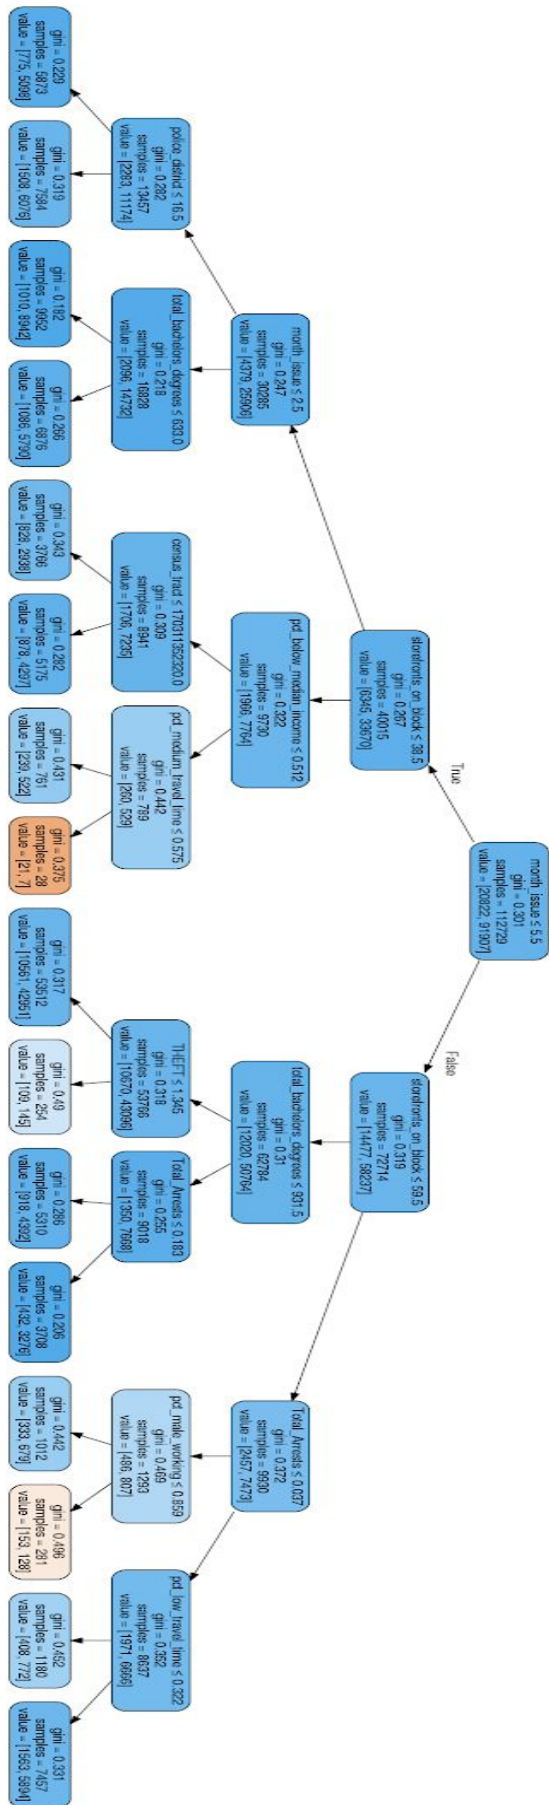 month_issue ≤ 5.5
gini = 0.301
samples = 112729
value = [20822, 91907]
True
False
storefronts_on_block ≤ 38.5
gini = 0.267
samples = 40015
value = [6345, 33670]
storefronts_on_block ≤ 59.5
gini = 0.319
samples = 72714
value = [14477, 58237]
month_issue ≤ 2.5
gini = 0.247
samples = 30285
value = [4379, 25906]
pd_below_median_income ≤ 0.512
gini = 0.322
samples = 9730
value = [1966, 7764]
total_bachelors_degrees ≤ 931.5
gini = 0.31
samples = 62784
value = [12020, 50764]
Total_Arrests ≤ 0.037
gini = 0.372
samples = 9930
value = [2457, 7473]
police_district ≤ 16.5
gini = 0.282
samples = 13457
value = [2283, 11174]
total_bachelors_degrees ≤ 633.0
gini = 0.218
samples = 16828
value = [2096, 14732]
census_tract ≤ 17031135232​0.0
gini = 0.309
samples = 8941
value = [1706, 7235]
pd_medium_travel_time ≤ 0.575
gini = 0.442
samples = 789
value = [260, 529]
THEFT ≤ 1.345
gini = 0.318
samples = 53766
value = [10670, 43096]
Total_Arrests ≤ 0.183
gini = 0.255
samples = 9018
value = [1350, 7668]
pd_male_working ≤ 0.859
gini = 0.469
samples = 1293
value = [486, 807]
pd_low_travel_time ≤ 0.322
gini = 0.352
samples = 8637
value = [1971, 6666]
gini = 0.229
samples = 5873
value = [775, 5098]
gini = 0.319
samples = 7584
value = [1508, 6076]
gini = 0.182
samples = 9952
value = [1010, 8942]
gini = 0.266
samples = 6876
value = [1086, 5790]
gini = 0.343
samples = 3766
value = [828, 2938]
gini = 0.282
samples = 5175
value = [878, 4297]
gini = 0.431
samples = 761
value = [239, 522]
gini = 0.375
samples = 28
value = [21, 7]
gini = 0.317
samples = 53512
value = [10561, 42951]
gini = 0.49
samples = 254
value = [109, 145]
gini = 0.286
samples = 5310
value = [918, 4392]
gini = 0.206
samples = 3708
value = [432, 3276]
gini = 0.442
samples = 1012
value = [333, 679]
gini = 0.496
samples = 281
value = [153, 128]
gini = 0.452
samples = 1180
value = [408, 772]
gini = 0.331
samples = 7457
value = [1563, 5894]